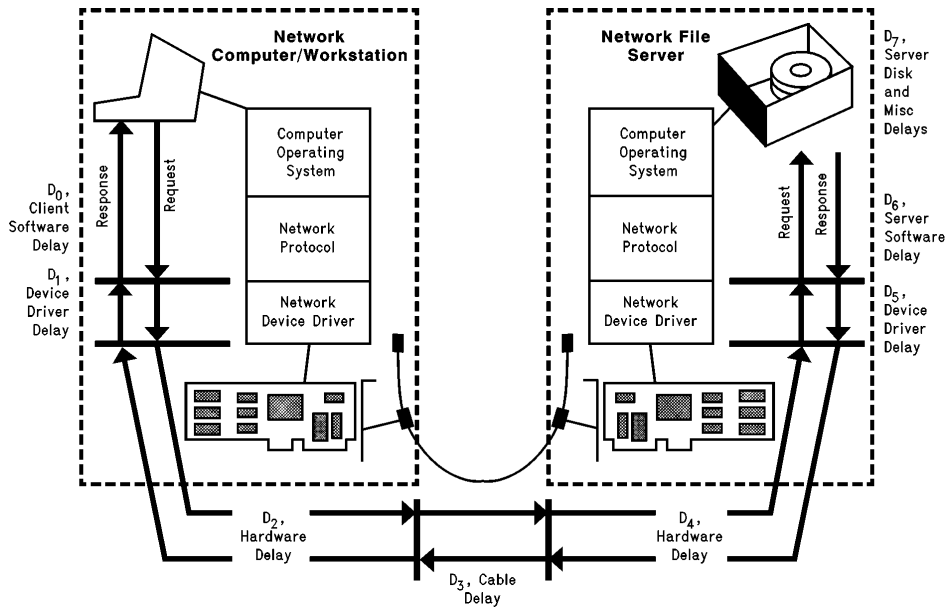 Network
Computer/Workstation
Network File
Server
D7,
Server
Disk
and
Misc
Delays
Computer
Operating
System
Computer
Operating
System
Response
Request
Request
Response
D0,
Client
Software
Delay
Network
Protocol
Network
Protocol
D6,
Server
Software
Delay
D1,
Device
Driver
Delay
Network
Device Driver
Network
Device Driver
D5,
Device
Driver
Delay
D2,
Hardware
Delay
D4,
Hardware
Delay
D3, Cable
Delay